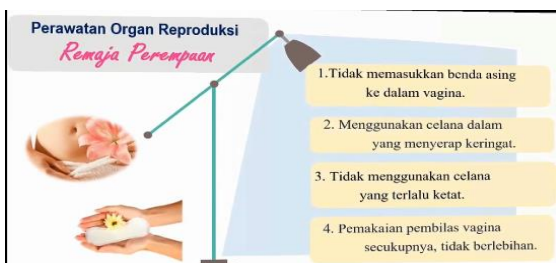 Perawatan Organ Reproduksi
Remaja Perempuan
1.Tidak memasukkan benda asing
ke dalam vagina.
2. Menggunakan celana dalam
yang menyerap keringat.
3. Tidak menggunakan celana
yang terlalu ketat.
4. Pemakaian pembilas vagina
secukupnya, tidak berlebihan.